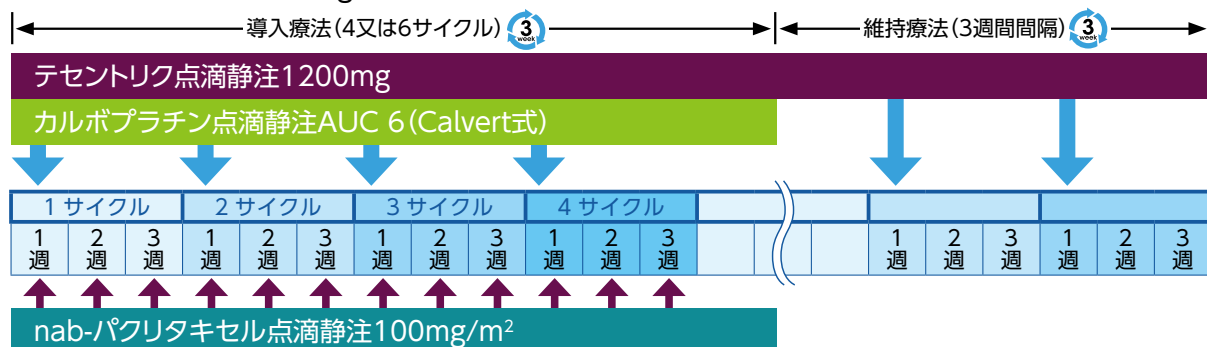 導入療法(4又は6サイクル) 3 week 維持療法(3週間間隔) 3 week
テセントリク点滴静注1200mg
カルボプラチン点滴静注AUC 6(Calvert式)
1 サイクル 2 サイクル 3 サイクル 4 サイクル
1週 2週 3週 1週 2週 3週 1週 2週 3週 1週 2週 3週 1週 2週 3週 1週 2週 3週
nab-パクリタキセル点滴静注100mg/m²